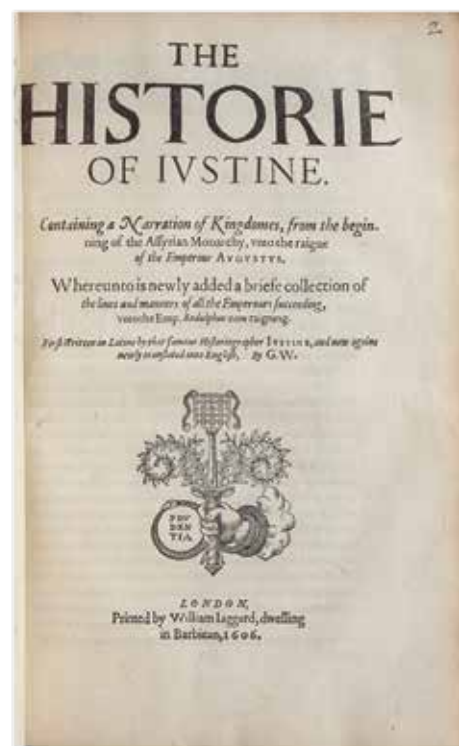 2
THE
HISTORIE
OF IVSTINE.
Containing a Narration of Kingdomes, from the begin-
ning of the Assyrian Monarchy, vnto the raigne
of the Emperour AVGVSTVS.
Whereunto is newly added a briefe collection of
the liues and manners of all the Emperours succeeding,
vnto the Emp. Rodulphus now raigning.
First written in Latine by that famous Historiographer IVSTINE, and now againe
newly translated into English, By G. W.
PRV
DEN
TIA
LONDON,
Printed by William Iaggard, dwelling
in Barbican, 1606.